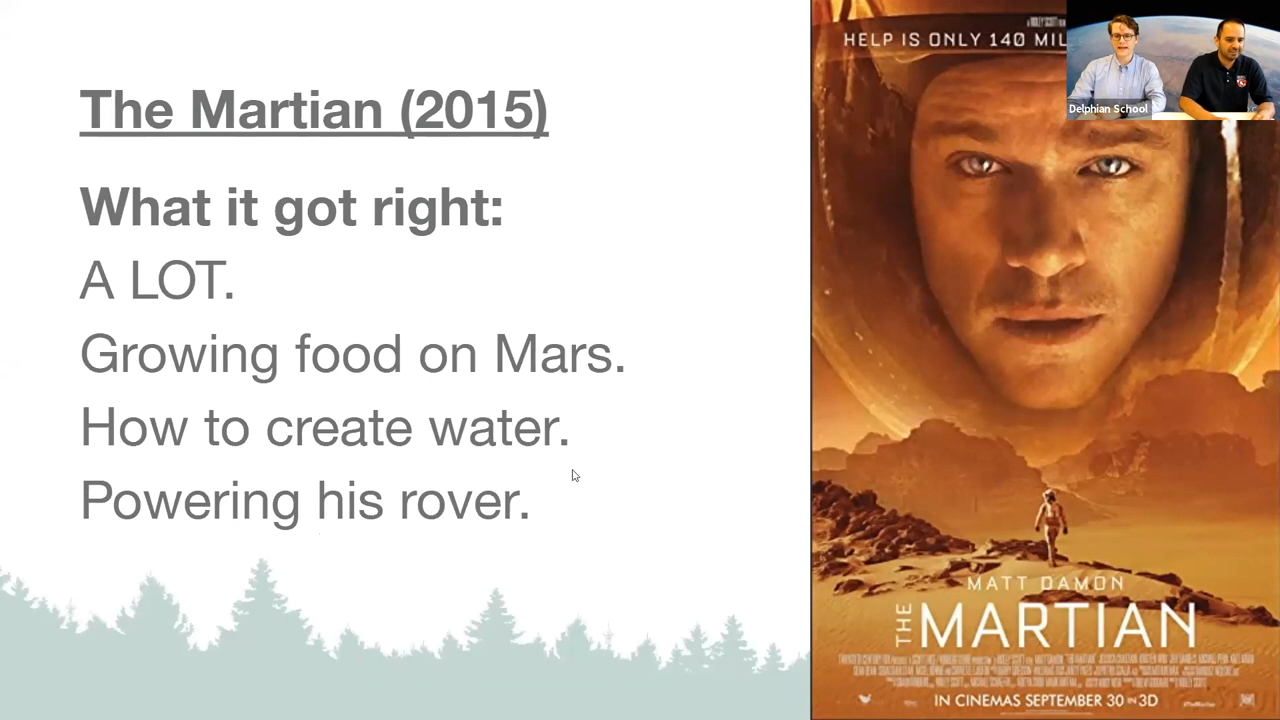 The Martian (2015)
What it got right:
A LOT.
Growing food on Mars.
How to create water.
Powering his rover.
HELP IS ONLY 140 MIL
Delphian School
MATT DAMON
THE MARTIAN
IN CINEMAS SEPTEMBER 30 IN 3D